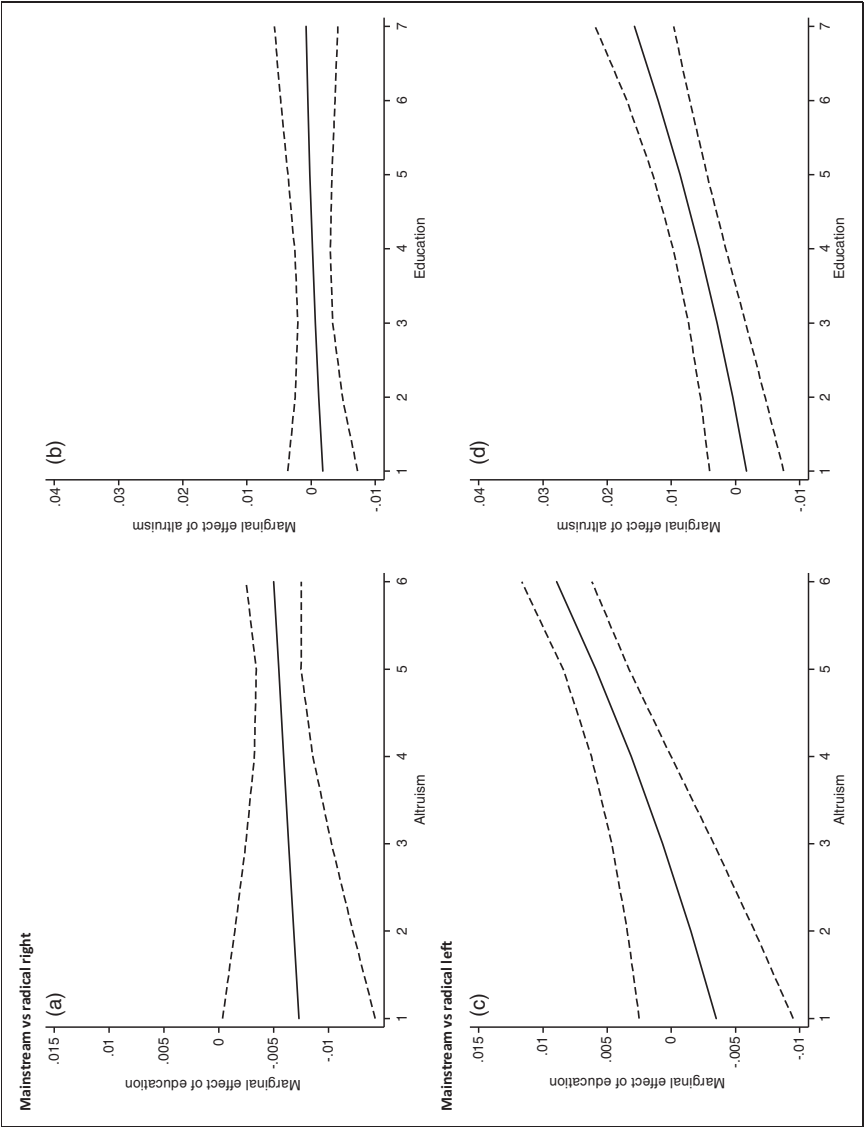 Mainstream vs radical right
(a)
Marginal effect of education
.015
.01
.005
0
-.005
-.01
1 2 3 4 5 6
Altruism
(b)
Marginal effect of altruism
.04
.03
.02
.01
0
-.01
1 2 3 4 5 6 7
Education
Mainstream vs radical left
(c)
Marginal effect of education
.015
.01
.005
0
-.005
-.01
1 2 3 4 5 6
Altruism
(d)
Marginal effect of altruism
.04
.03
.02
.01
0
-.01
1 2 3 4 5 6 7
Education